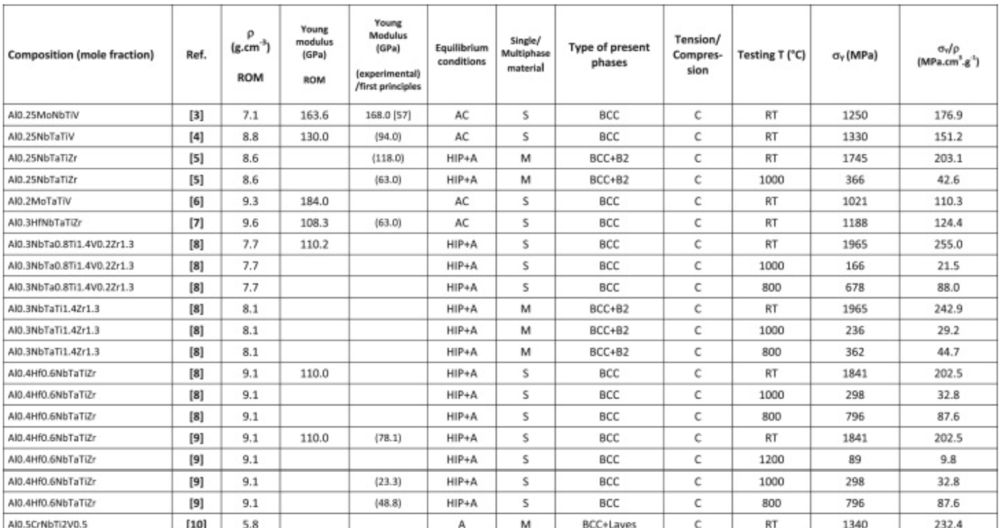 Composition (mole fraction) Ref. ρ (g.cm⁻³) ROM Young modulus (GPa) ROM Young Modulus (GPa) (experimental) /first principles Equilibrium conditions Single/ Multiphase material Type of present phases Tension/ Compres- sion Testing T (°C) σY (MPa) σY/ρ (MPa.cm³.g⁻¹)
Al0.25MoNbTiV [3] 7.1 163.6 168.0 [57] AC S BCC C RT 1250 176.9
Al0.25NbTaTiV [4] 8.8 130.0 (94.0) AC S BCC C RT 1330 151.2
Al0.25NbTaTiZr [5] 8.6 (118.0) HIP+A M BCC+B2 C RT 1745 203.1
Al0.25NbTaTiZr [5] 8.6 (63.0) HIP+A M BCC+B2 C 1000 366 42.6
Al0.2MoTaTiV [6] 9.3 184.0 AC S BCC C RT 1021 110.3
Al0.3HfNbTaTiZr [7] 9.6 108.3 (63.0) AC S BCC C RT 1188 124.4
Al0.3NbTa0.8Ti1.4V0.2Zr1.3 [8] 7.7 110.2 HIP+A S BCC C RT 1965 255.0
Al0.3NbTa0.8Ti1.4V0.2Zr1.3 [8] 7.7 HIP+A S BCC C 1000 166 21.5
Al0.3NbTa0.8Ti1.4V0.2Zr1.3 [8] 7.7 HIP+A S BCC C 800 678 88.0
Al0.3NbTaTi1.4Zr1.3 [8] 8.1 HIP+A M BCC+B2 C RT 1965 242.9
Al0.3NbTaTi1.4Zr1.3 [8] 8.1 HIP+A M BCC+B2 C 1000 236 29.2
Al0.3NbTaTi1.4Zr1.3 [8] 8.1 HIP+A M BCC+B2 C 800 362 44.7
Al0.4Hf0.6NbTaTiZr [8] 9.1 110.0 HIP+A S BCC C RT 1841 202.5
Al0.4Hf0.6NbTaTiZr [8] 9.1 HIP+A S BCC C 1000 298 32.8
Al0.4Hf0.6NbTaTiZr [8] 9.1 HIP+A S BCC C 800 796 87.6
Al0.4Hf0.6NbTaTiZr [9] 9.1 110.0 (78.1) HIP+A S BCC C RT 1841 202.5
Al0.4Hf0.6NbTaTiZr [9] 9.1 HIP+A S BCC C 1200 89 9.8
Al0.4Hf0.6NbTaTiZr [9] 9.1 (23.3) HIP+A S BCC C 1000 298 32.8
Al0.4Hf0.6NbTaTiZr [9] 9.1 (48.8) HIP+A S BCC C 800 796 87.6
Al0.5CrNbTi2V0.5 [10] 5.8 A M BCC+Laves C RT 1340 232.4